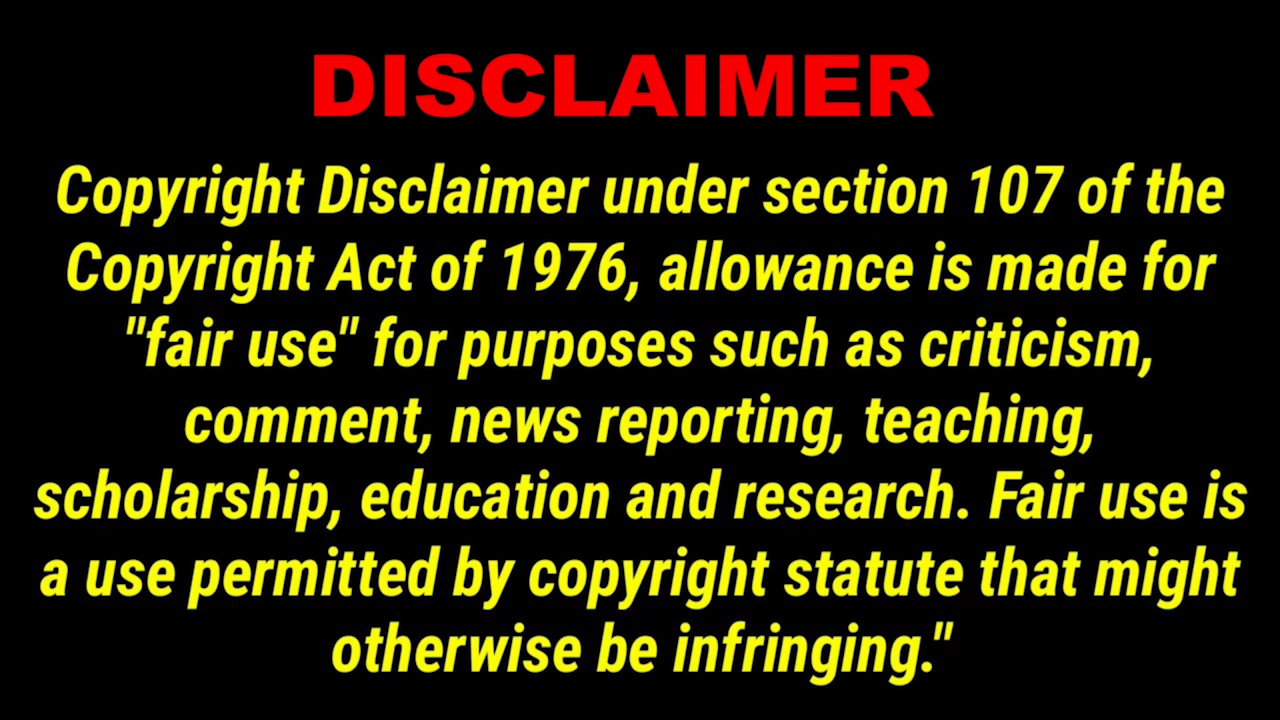 DISCLAIMER
Copyright Disclaimer under section 107 of the
Copyright Act of 1976, allowance is made for
"fair use" for purposes such as criticism,
comment, news reporting, teaching,
scholarship, education and research. Fair use is
a use permitted by copyright statute that might
otherwise be infringing."